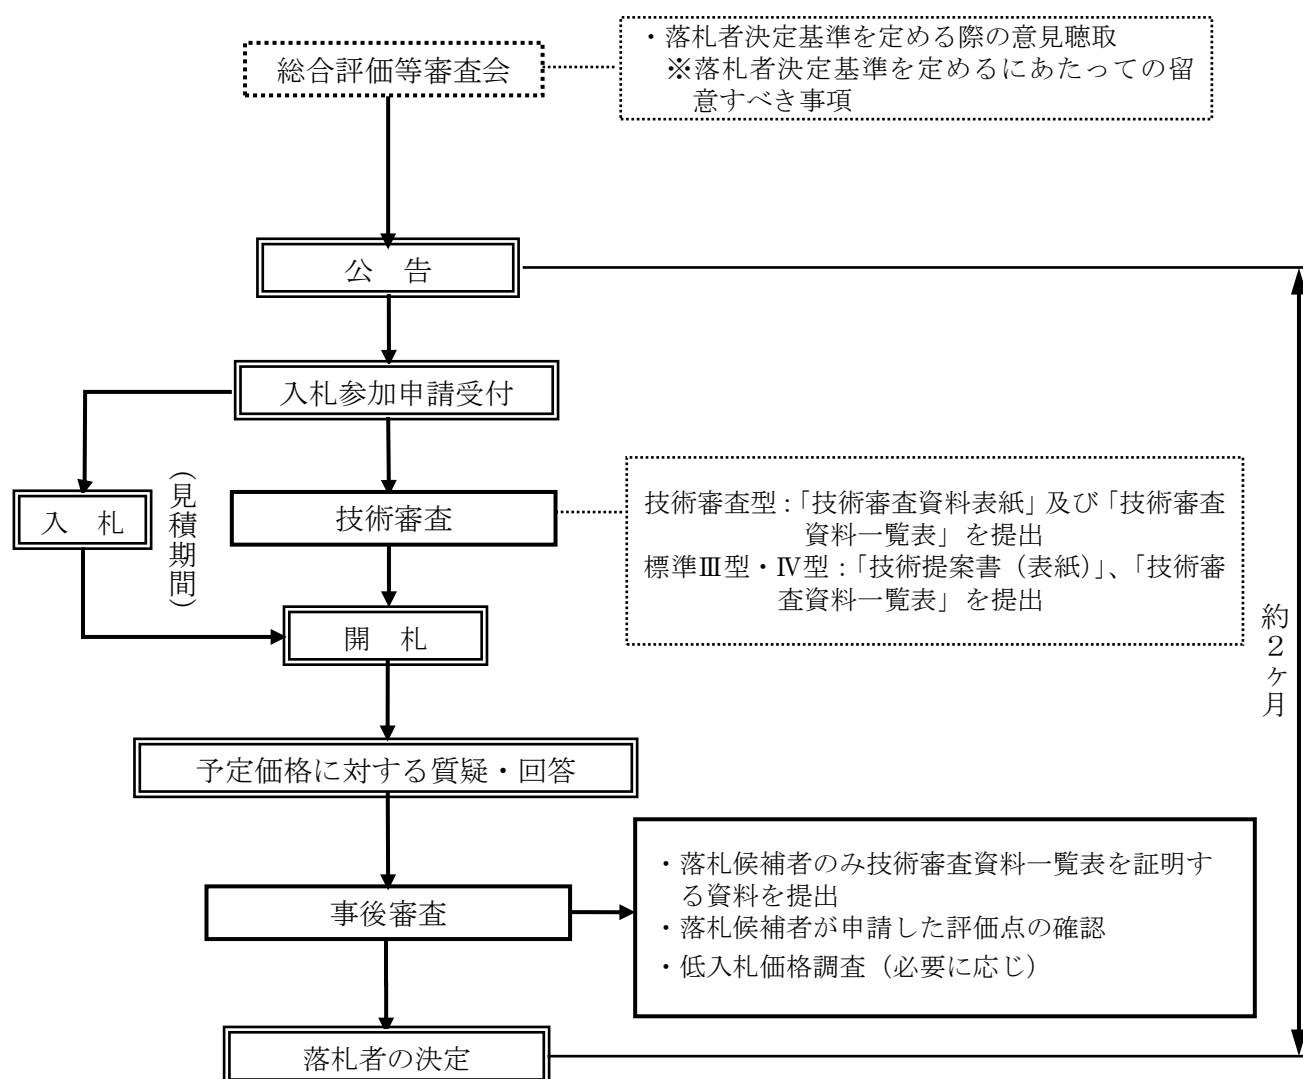 総合評価等審査会
・落札者決定基準を定める際の意見聴取
※落札者決定基準を定めるにあたっての留
意すべき事項
公　告
入札参加申請受付
入　札
（見積期間）
技術審査
技術審査型：「技術審査資料表紙」及び「技術審査
資料一覧表」を提出
標準Ⅲ型・Ⅳ型：「技術提案書（表紙）」、「技術審
査資料一覧表」を提出
開　札
約２ヶ月
予定価格に対する質疑・回答
事後審査
・落札候補者のみ技術審査資料一覧表を証明す
る資料を提出
・落札候補者が申請した評価点の確認
・低入札価格調査（必要に応じ）
落札者の決定